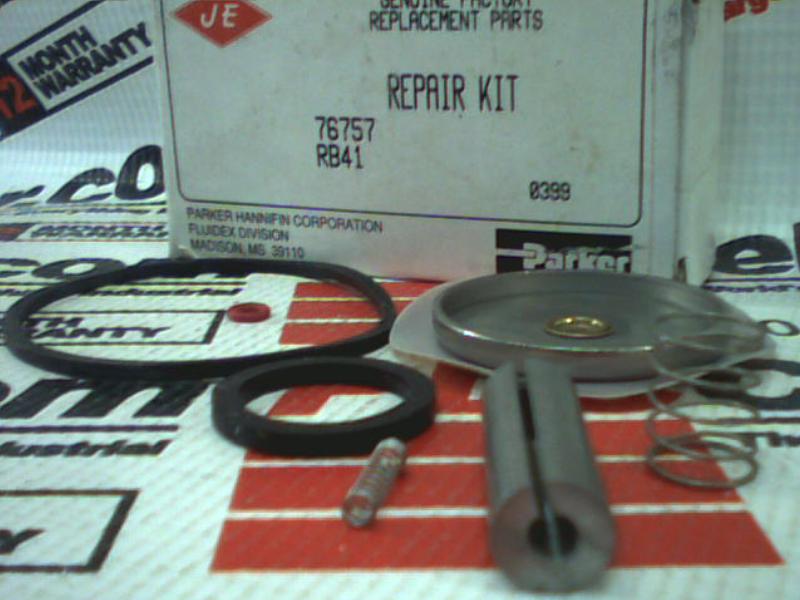 JE
GENUINE FACTORY
REPLACEMENT PARTS
12 MONTH
WARRANTY
REPAIR KIT
76757
RB41
0399
PARKER HANNIFIN CORPORATION
FLUIDEX DIVISION
MADISON, MS 39110
Parker
industrial